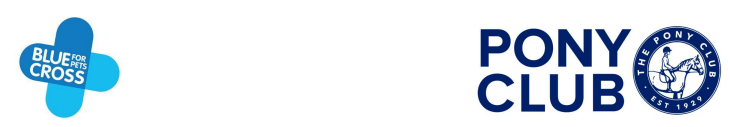 BLUE FOR
CROSS PETS
PONY
CLUB
THE PONY CLUB
EST 1929